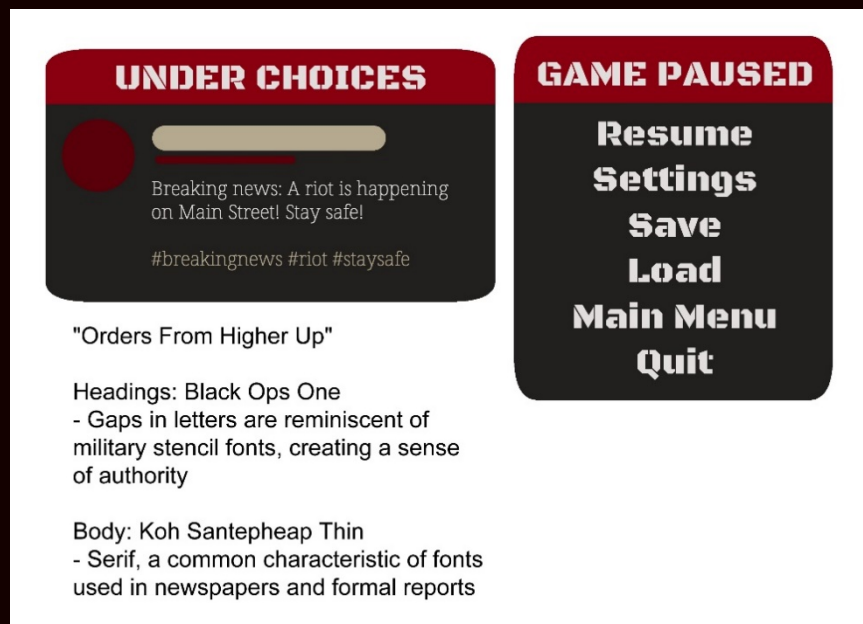 UNDER CHOICES
Breaking news: A riot is happening
on Main Street! Stay safe!
#breakingnews #riot #staysafe
GAME PAUSED
Resume
Settings
Save
Load
Main Menu
Quit
"Orders From Higher Up"
Headings: Black Ops One
- Gaps in letters are reminiscent of
military stencil fonts, creating a sense
of authority
Body: Koh Santepheap Thin
- Serif, a common characteristic of fonts
used in newspapers and formal reports